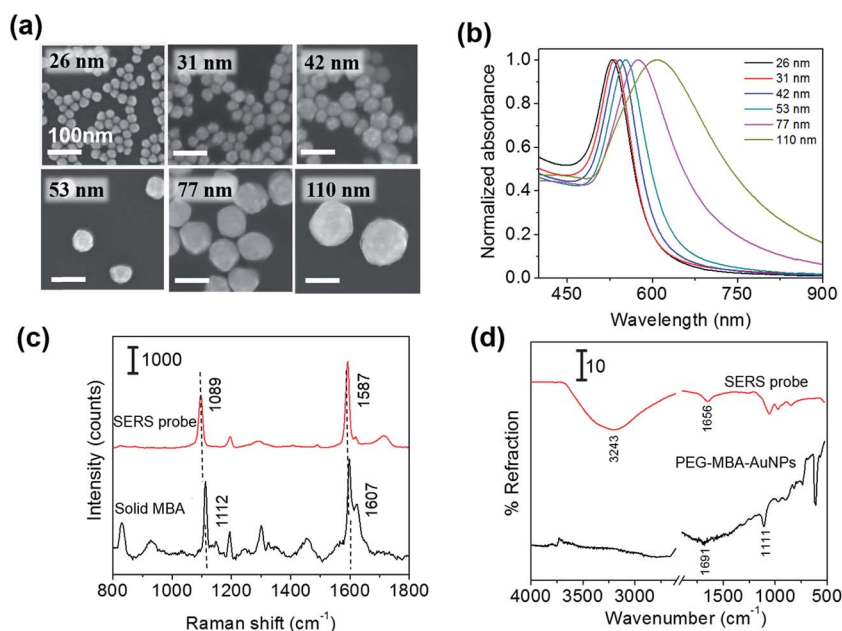 (a)
26 nm
31 nm
42 nm
100nm
53 nm
77 nm
110 nm
(b)
Normalized absorbance
1.0
0.8
0.6
0.4
0.2
0.0
26 nm
31 nm
42 nm
53 nm
77 nm
110 nm
450 600 750 900
Wavelength (nm)
(c)
Intensity (counts)
1000
1089
1587
SERS probe
Solid MBA
1112
1607
800 1000 1200 1400 1600 1800
Raman shift (cm⁻¹)
(d)
% Refraction
10
SERS probe
3243
1656
PEG-MBA-AuNPs
1691
1111
4000 3500 3000 1500 1000 500
Wavenumber (cm⁻¹)